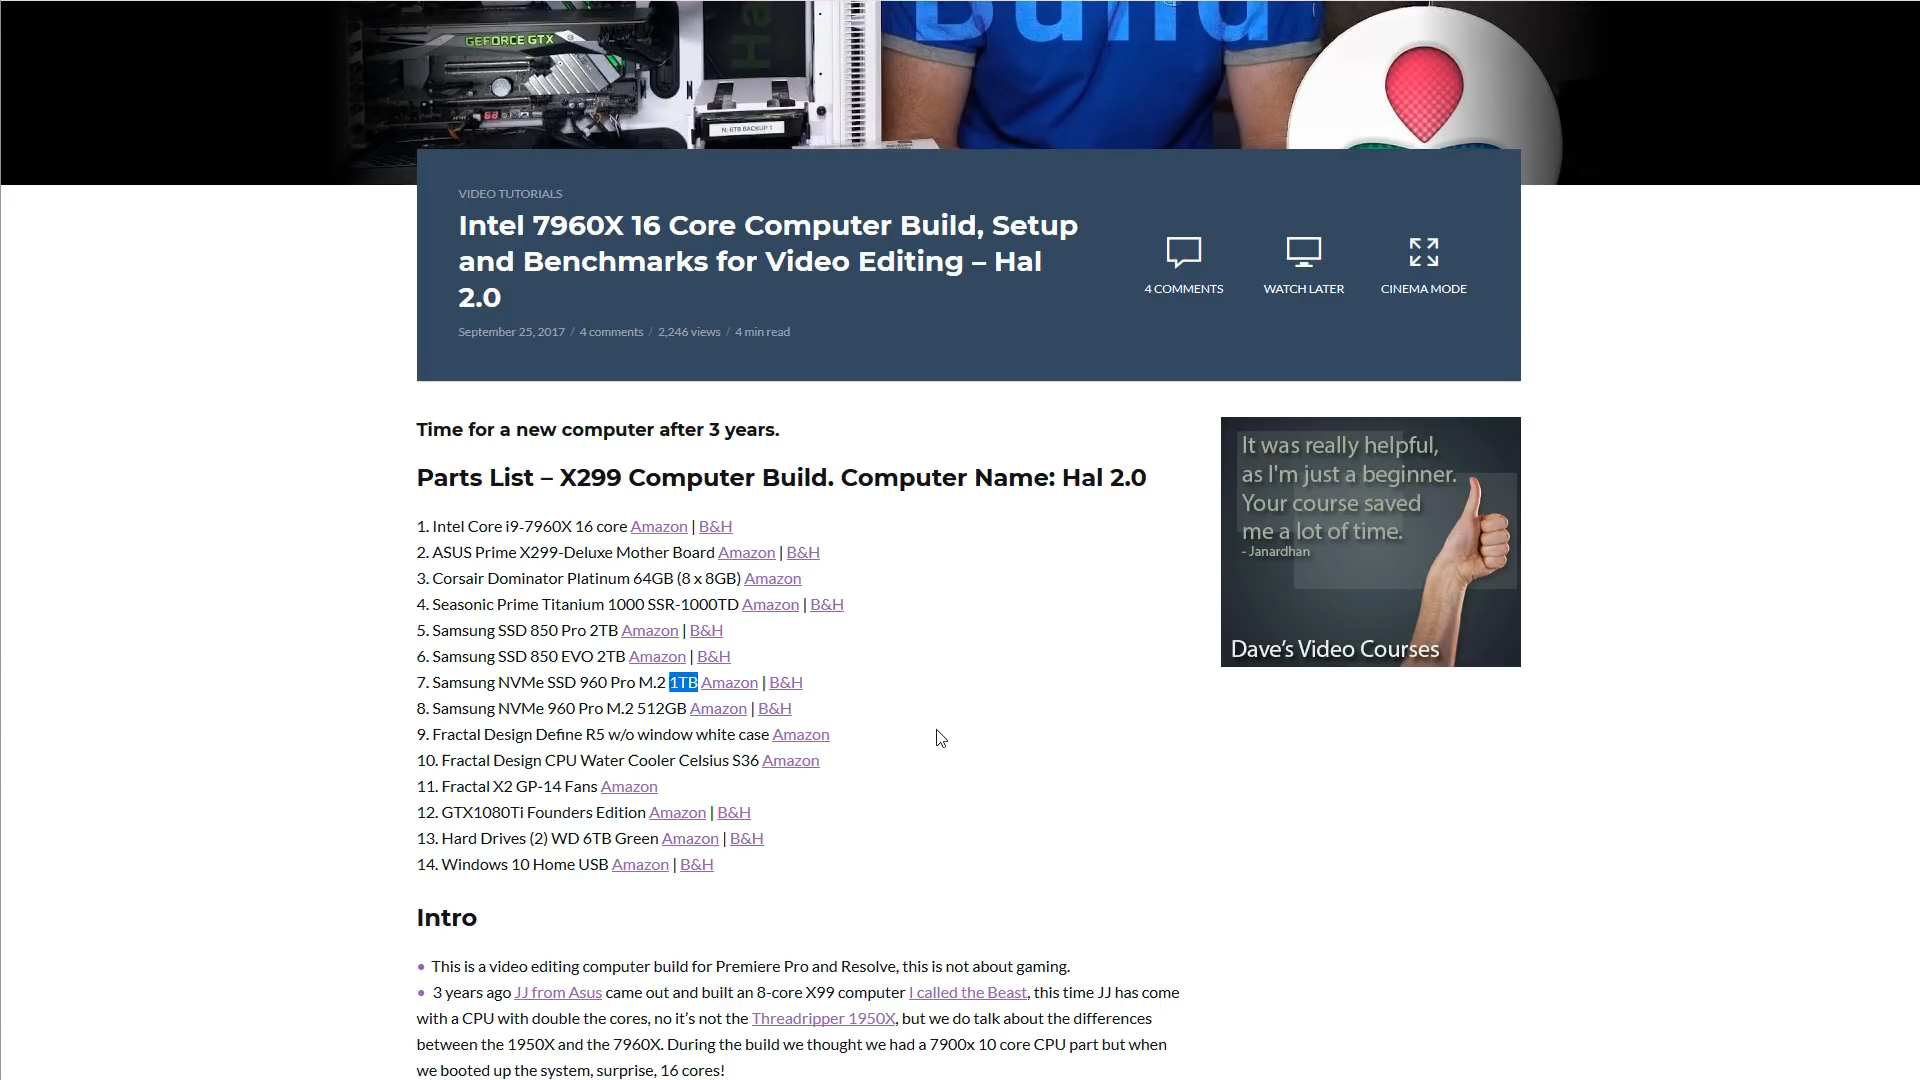 GEFORCE GTX
Build
N: 6TB BACKUP 1
VIDEO TUTORIALS
Intel 7960X 16 Core Computer Build, Setup
and Benchmarks for Video Editing – Hal
2.0
September 25, 2017 / 4 comments / 2,246 views / 4 min read
4 COMMENTS
WATCH LATER
CINEMA MODE
Time for a new computer after 3 years.
Parts List – X299 Computer Build. Computer Name: Hal 2.0
1. Intel Core i9-7960X 16 core Amazon | B&H
2. ASUS Prime X299-Deluxe Mother Board Amazon | B&H
3. Corsair Dominator Platinum 64GB (8 x 8GB) Amazon
4. Seasonic Prime Titanium 1000 SSR-1000TD Amazon | B&H
5. Samsung SSD 850 Pro 2TB Amazon | B&H
6. Samsung SSD 850 EVO 2TB Amazon | B&H
7. Samsung NVMe SSD 960 Pro M.2 1TB Amazon | B&H
8. Samsung NVMe 960 Pro M.2 512GB Amazon | B&H
9. Fractal Design Define R5 w/o window white case Amazon
10. Fractal Design CPU Water Cooler Celsius S36 Amazon
11. Fractal X2 GP-14 Fans Amazon
12. GTX1080Ti Founders Edition Amazon | B&H
13. Hard Drives (2) WD 6TB Green Amazon | B&H
14. Windows 10 Home USB Amazon | B&H
It was really helpful,
as I'm just a beginner.
Your course saved
me a lot of time.
- Janardhan
Dave's Video Courses
Intro
• This is a video editing computer build for Premiere Pro and Resolve, this is not about gaming.
• 3 years ago JJ from Asus came out and built an 8-core X99 computer I called the Beast, this time JJ has come
with a CPU with double the cores, no it's not the Threadripper 1950X, but we do talk about the differences
between the 1950X and the 7960X. During the build we thought we had a 7900x 10 core CPU part but when
we booted up the system, surprise, 16 cores!